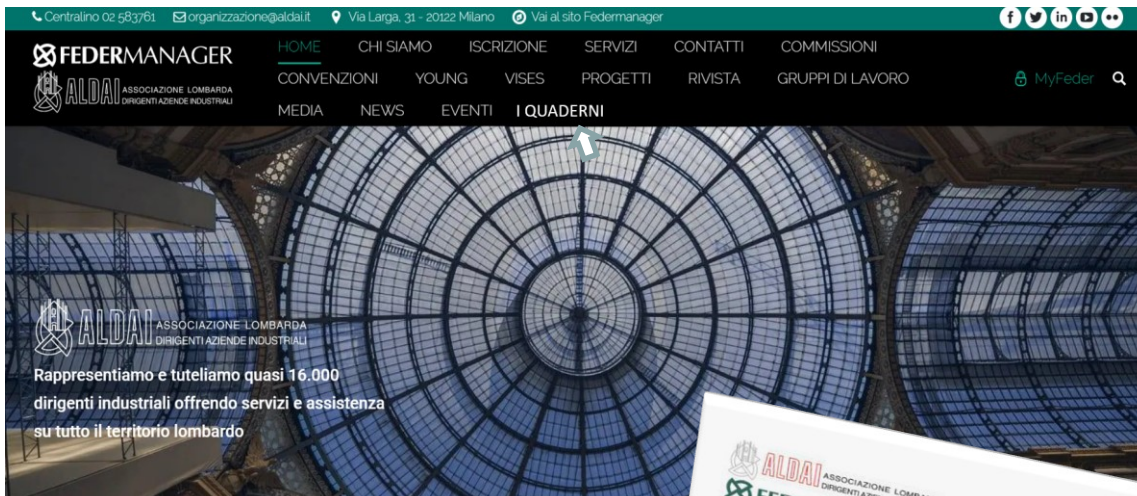 Centralino 02 583761 organizzazione@aldai.it Via Larga, 31 - 20122 Milano Vai al sito Federmanager
FEDERMANAGER
ALDAI ASSOCIAZIONE LOMBARDA
DIRIGENTI AZIENDE INDUSTRIALI
HOME CHI SIAMO ISCRIZIONE SERVIZI CONTATTI COMMISSIONI
CONVENZIONI YOUNG VISES PROGETTI RIVISTA GRUPPI DI LAVORO
MEDIA NEWS EVENTI I QUADERNI
MyFeder
ALDAI ASSOCIAZIONE LOMBARDA
DIRIGENTI AZIENDE INDUSTRIALI
Rappresentiamo e tuteliamo quasi 16.000
dirigenti industriali offrendo servizi e assistenza
su tutto il territorio lombardo
ALDAI ASSOCIAZIONE